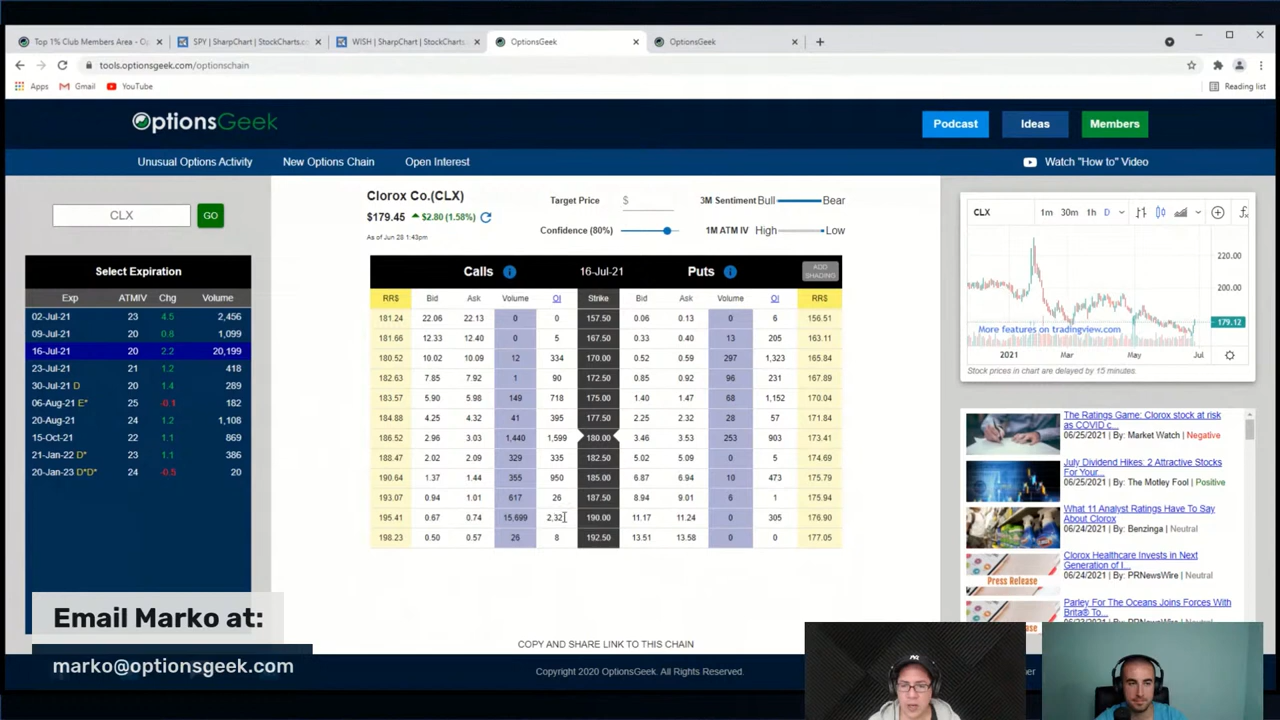 Top 1% Club Members Area - Op
SPY | SharpChart | StockCharts.co
WISH | SharpChart | StockCharts.
OptionsGeek
OptionsGeek
tools.optionsgeek.com/optionschain
Apps Gmail YouTube Reading list
OptionsGeek
Podcast Ideas Members
Unusual Options Activity New Options Chain Open Interest Watch "How to" Video
CLX GO
Select Expiration
Exp ATMIV Chg Volume
02-Jul-21 23 4.5 2,456
09-Jul-21 20 0.8 1,099
16-Jul-21 20 2.2 20,199
23-Jul-21 21 1.2 418
30-Jul-21 D 20 1.4 289
06-Aug-21 E* 25 -0.1 182
20-Aug-21 24 1.2 1,108
15-Oct-21 22 1.1 869
21-Jan-22 D* 23 1.1 386
20-Jan-23 D*D* 24 -0.5 20
Clorox Co.(CLX)
$179.45 $2.80 (1.58%)
As of Jun 28 1:43pm
Target Price $
Confidence (80%)
3M Sentiment Bull Bear
1M ATM IV High Low
Calls 16-Jul-21 Puts ADD SHADING
RR$ Bid Ask Volume OI Strike Bid Ask Volume OI RR$
181.24 22.06 22.13 0 0 157.50 0.06 0.13 0 6 156.51
181.66 12.33 12.40 0 5 167.50 0.33 0.40 13 205 163.11
180.52 10.02 10.09 12 334 170.00 0.52 0.59 297 1,323 165.84
182.63 7.85 7.92 1 90 172.50 0.85 0.92 96 231 167.89
183.57 5.90 5.98 149 718 175.00 1.40 1.47 68 1,152 170.04
184.88 4.25 4.32 41 395 177.50 2.25 2.32 28 57 171.84
186.52 2.96 3.03 1,440 1,599 180.00 3.46 3.53 253 903 173.41
188.47 2.02 2.09 329 335 182.50 5.02 5.09 0 5 174.69
190.64 1.37 1.44 355 950 185.00 6.87 6.94 10 473 175.79
193.07 0.94 1.01 617 26 187.50 8.94 9.01 6 1 175.94
195.41 0.67 0.74 15,699 190.00 11.17 11.24 0 305 176.90
198.23 0.50 0.57 26 8 192.50 13.51 13.58 0 0 177.05
COPY AND SHARE LINK TO THIS CHAIN
Copyright 2020 OptionsGeek. All Rights Reserved.
CLX 1m 30m 1h D
220.00
200.00
179.12
More features on tradingview.com
2021 Mar May Jul
Stock prices in chart are delayed by 15 minutes.
The Ratings Game: Clorox stock at risk
as COVID c...
06/25/2021 | By: Market Watch | Negative
July Dividend Hikes: 2 Attractive Stocks
For Your...
06/25/2021 | By: The Motley Fool | Positive
What 11 Analyst Ratings Have To Say
About Clorox
06/24/2021 | By: Benzinga | Neutral
Clorox Healthcare Invests in Next
Generation of I...
06/24/2021 | By: PRNewsWire | Neutral
Press Release
Parley For The Oceans Joins Forces With
Brita® To...
Press Release
Email Marko at:
marko@optionsgeek.com